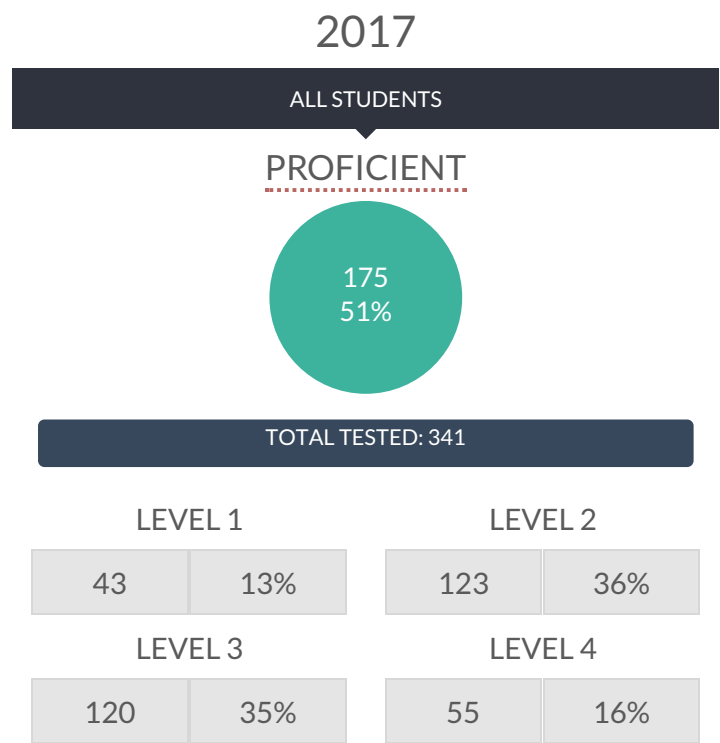 2017
ALL STUDENTS
PROFICIENT
175
51%
TOTAL TESTED: 341
LEVEL 1 LEVEL 2
43 13% 123 36%
LEVEL 3 LEVEL 4
120 35% 55 16%